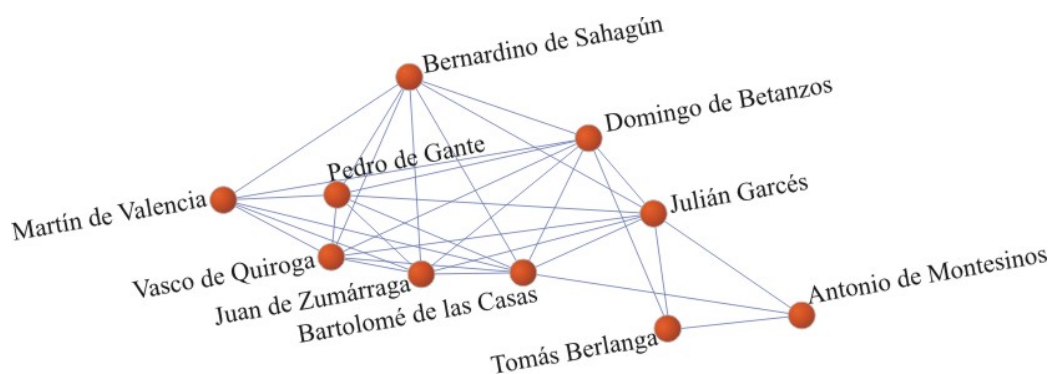 Bernardino de Sahagún
Domingo de Betanzos
Pedro de Gante
Martín de Valencia
Julián Garcés
Vasco de Quiroga
Juan de Zumárraga
Bartolomé de las Casas
Antonio de Montesinos
Tomás Berlanga